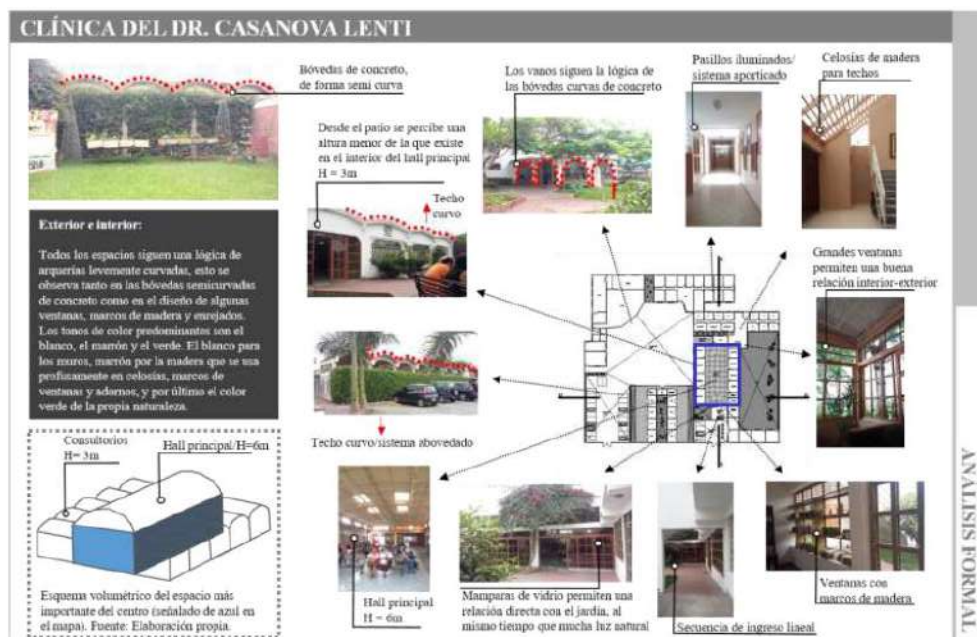 CLÍNICA DEL DR. CASANOVA LENTI
Bóvedas de concreto,
de forma semi curva
Desde el patio se percibe una
altura menor de la que existe
en el interior del hall principal
H = 3m
Techo
curvo
Los vanos siguen la lógica de
las bóvedas curvas de concreto
Pasillos iluminados/
sistema aporticado
Celosías de madera
para techos
Exterior e interior:
Todos los espacios siguen una lógica de
arquerías levemente curvadas, esto se
observa tanto en las bóvedas semicurvadas
de concreto como en el diseño de algunas
ventanas, marcos de madera y enrejados.
Los tonos de color predominantes son el
blanco, el marrón y el verde. El blanco para
los muros, marrón por la madera que se usa
profusamente en celosías, marcos de
ventanas y adornos, y por último el color
verde de la propia naturaleza.
Grandes ventanas
permiten una buena
relación interior-exterior
Techo curvo/sistema abovedado
Consultorios
H= 3m
Hall principal/H=6m
Esquema volumétrico del espacio más
importante del centro (señalado de azul en
el mapa). Fuente: Elaboración propia.
Hall principal
H = 6m
Mamparas de vidrio permiten una
relación directa con el jardín, al
mismo tiempo que mucha luz natural
Secuencia de ingreso lineal
Ventanas con
marcos de madera
ANÁLISIS FORMAL